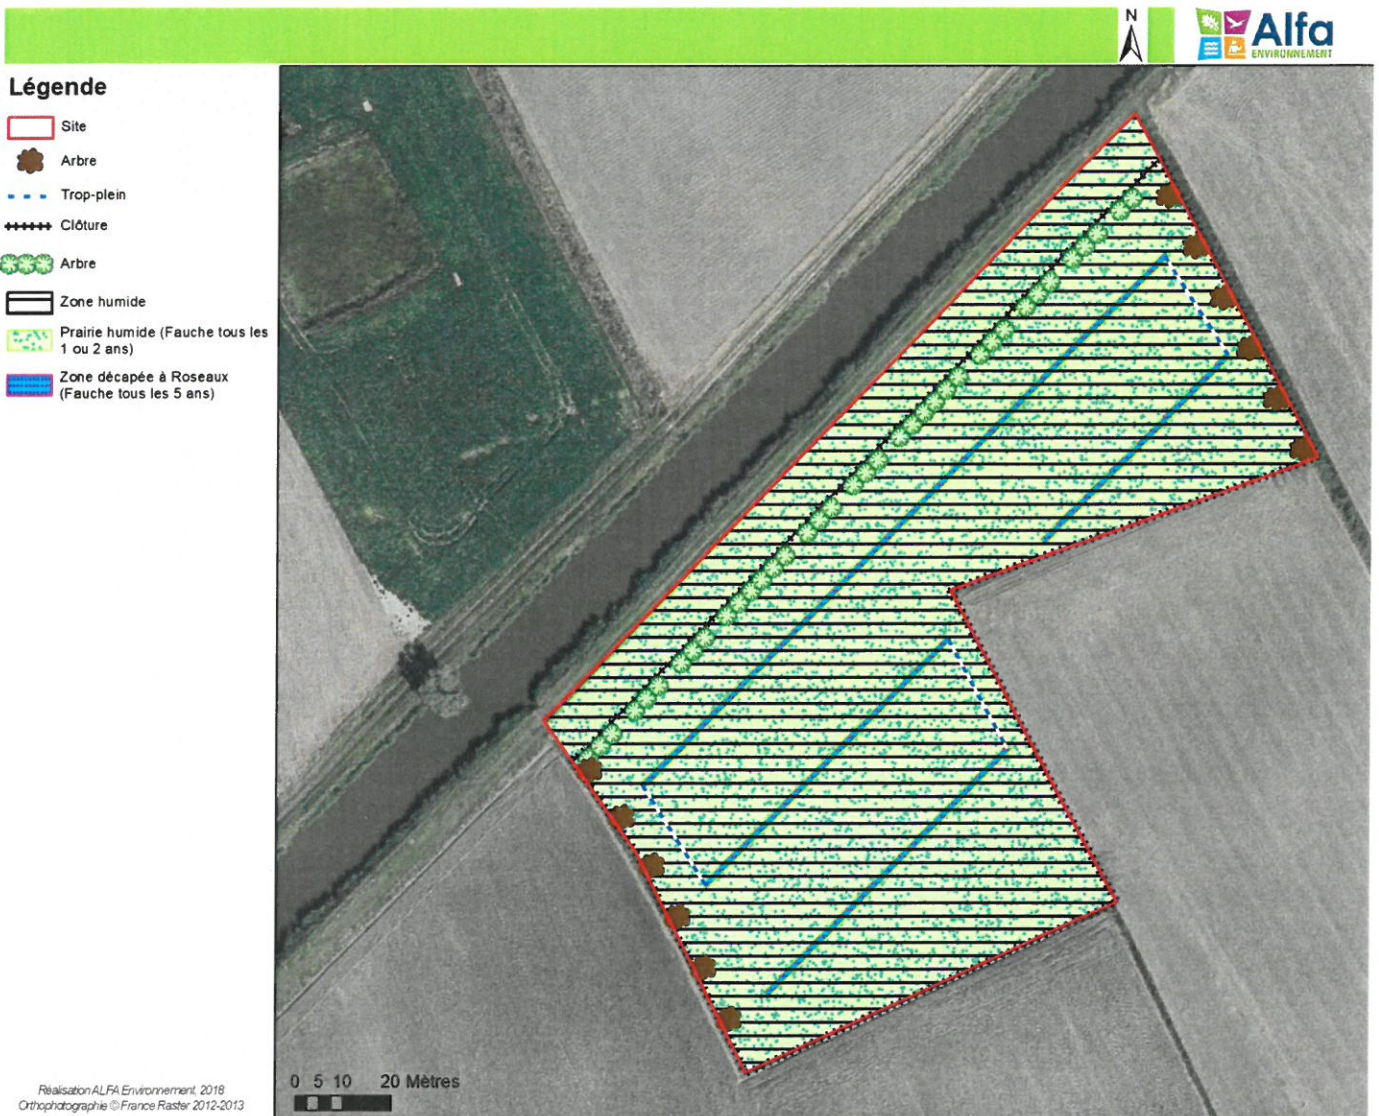 N
Alfa
ENVIRONNEMENT
Légende
Site
Arbre
Trop-plein
Clôture
Arbre
Zone humide
Prairie humide (Fauche tous les
1 ou 2 ans)
Zone décapée à Roseaux
(Fauche tous les 5 ans)
0 5 10 20 Mètres
Réalisation ALFA Environnement, 2018
Orthophotographie © France Raster 2012-2013